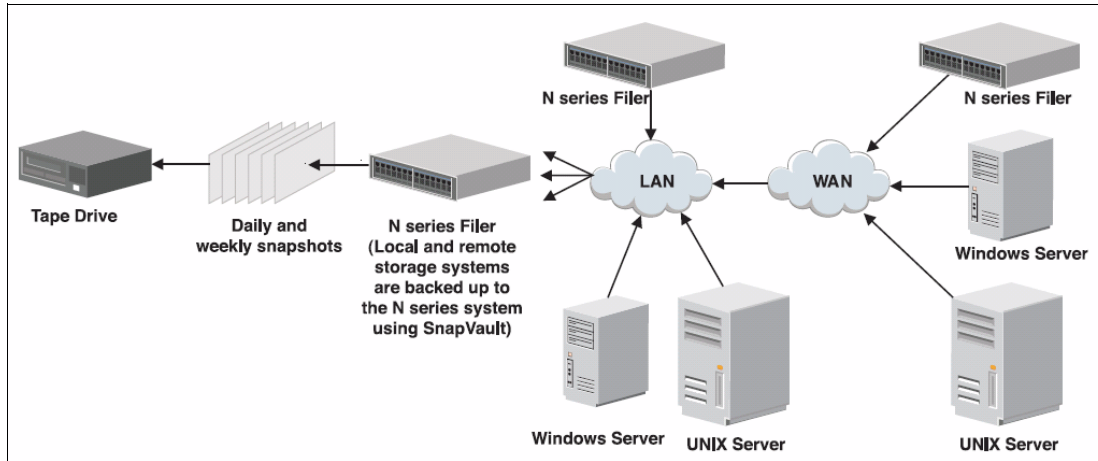 N series Filer
N series Filer
LAN
WAN
Tape Drive
Daily and
weekly snapshots
N series Filer
(Local and remote
storage systems
are backed up to
the N series system
using SnapVault)
Windows Server
Windows Server
UNIX Server
UNIX Server